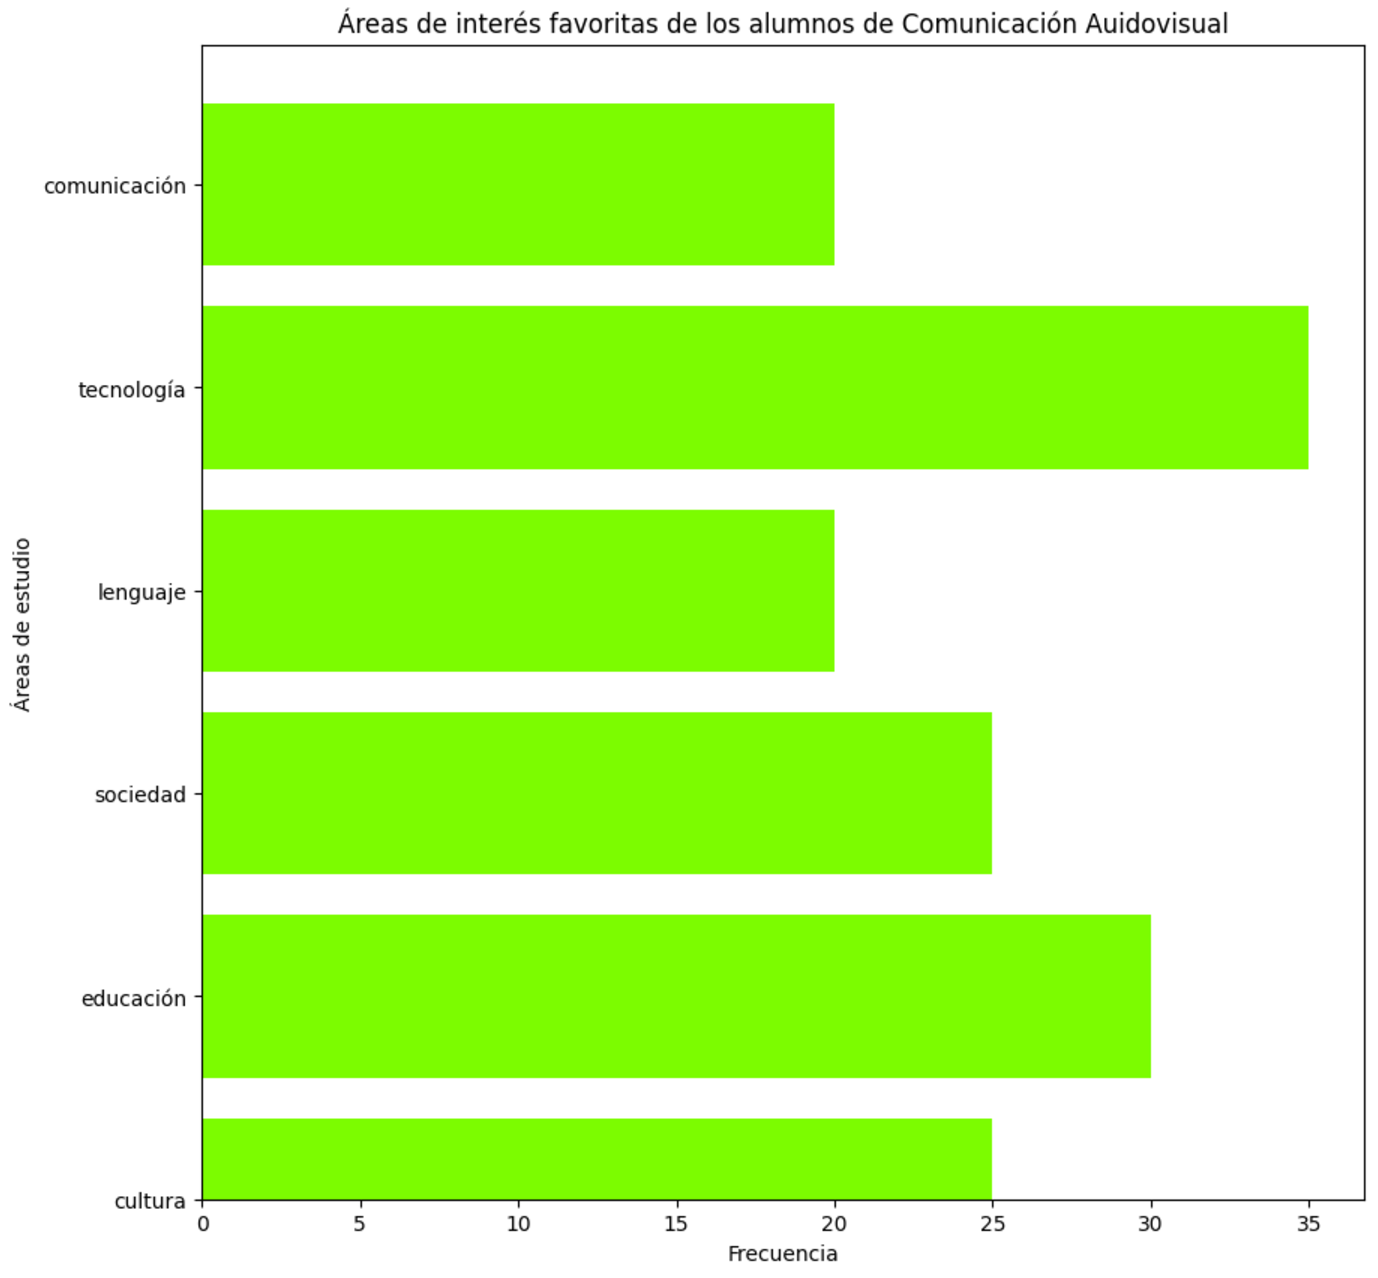 Áreas de interés favoritas de los alumnos de Comunicación Auidovisual
comunicación
tecnología
lenguaje
sociedad
educación
cultura
Áreas de estudio
0 5 10 15 20 25 30 35
Frecuencia